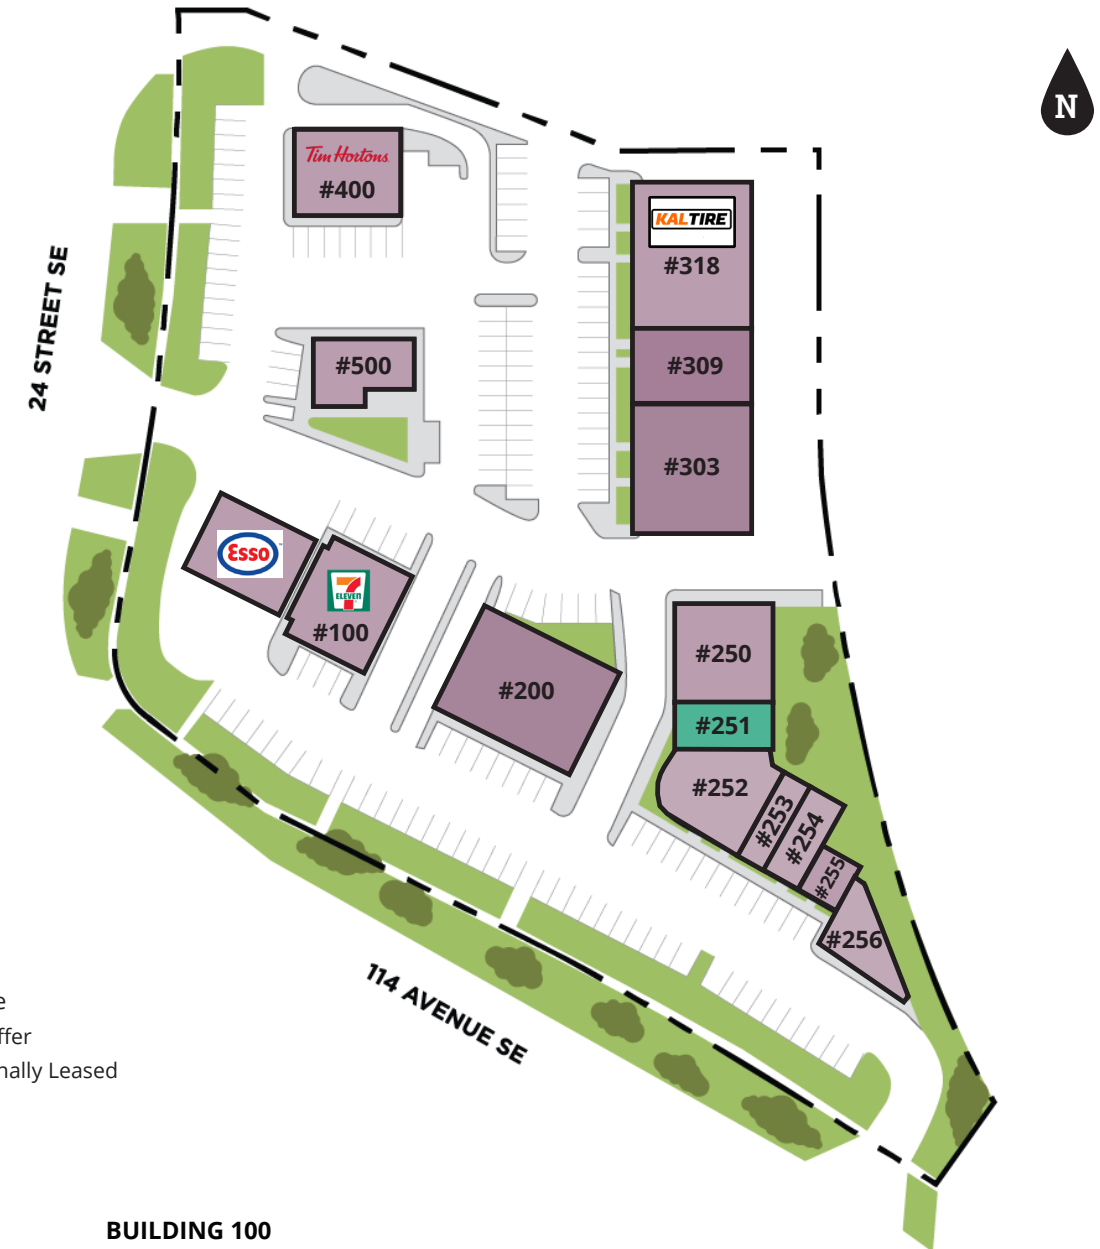 N
Tim Hortons
#400
KALTIRE
#318
24 STREET SE
#500
#309
#303
Esso
7
ELEVEN
#100
#200
#250
#251
#252
#253
#254
#255
#256
114 AVENUE SE
e
ffer
nally Leased
BUILDING 100